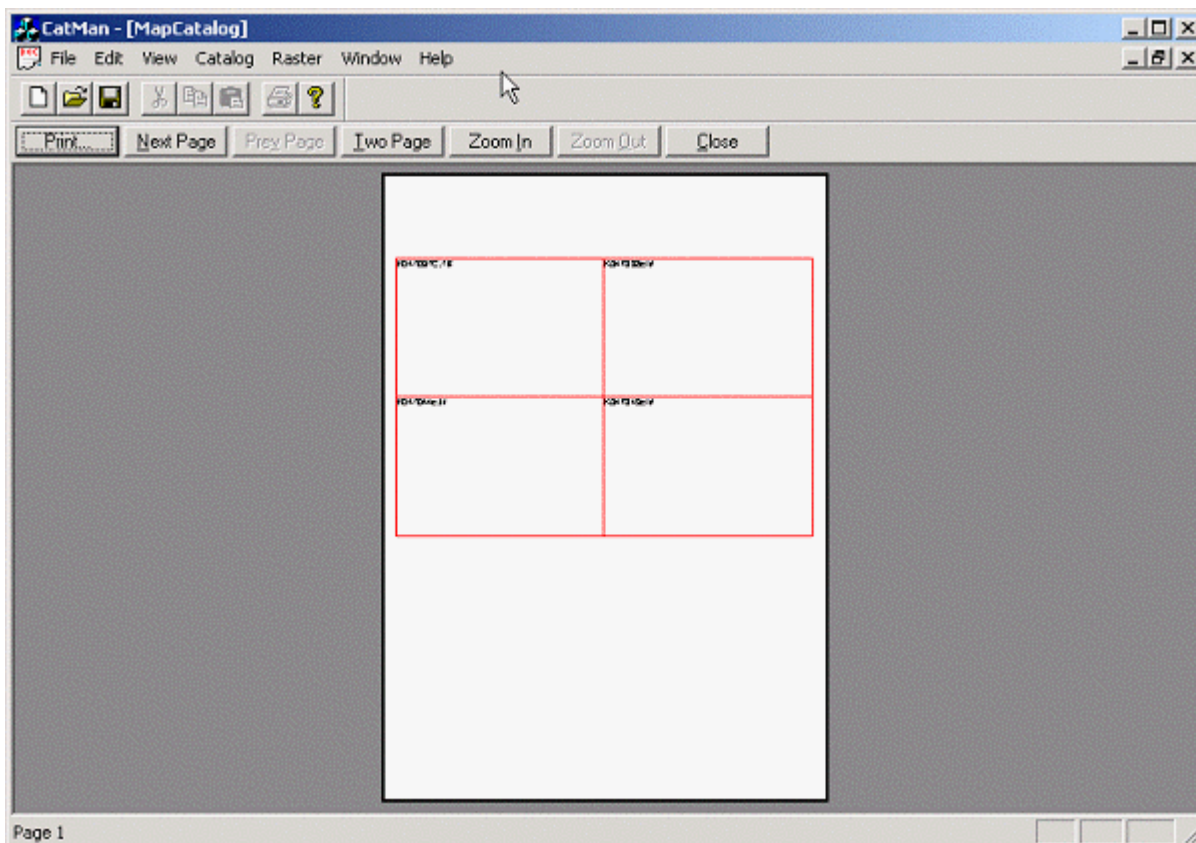 CatMan - [MapCatalog]
File Edit View Catalog Raster Window Help
Print... Next Page Prev Page Two Page Zoom In Zoom Out Close
Page 1